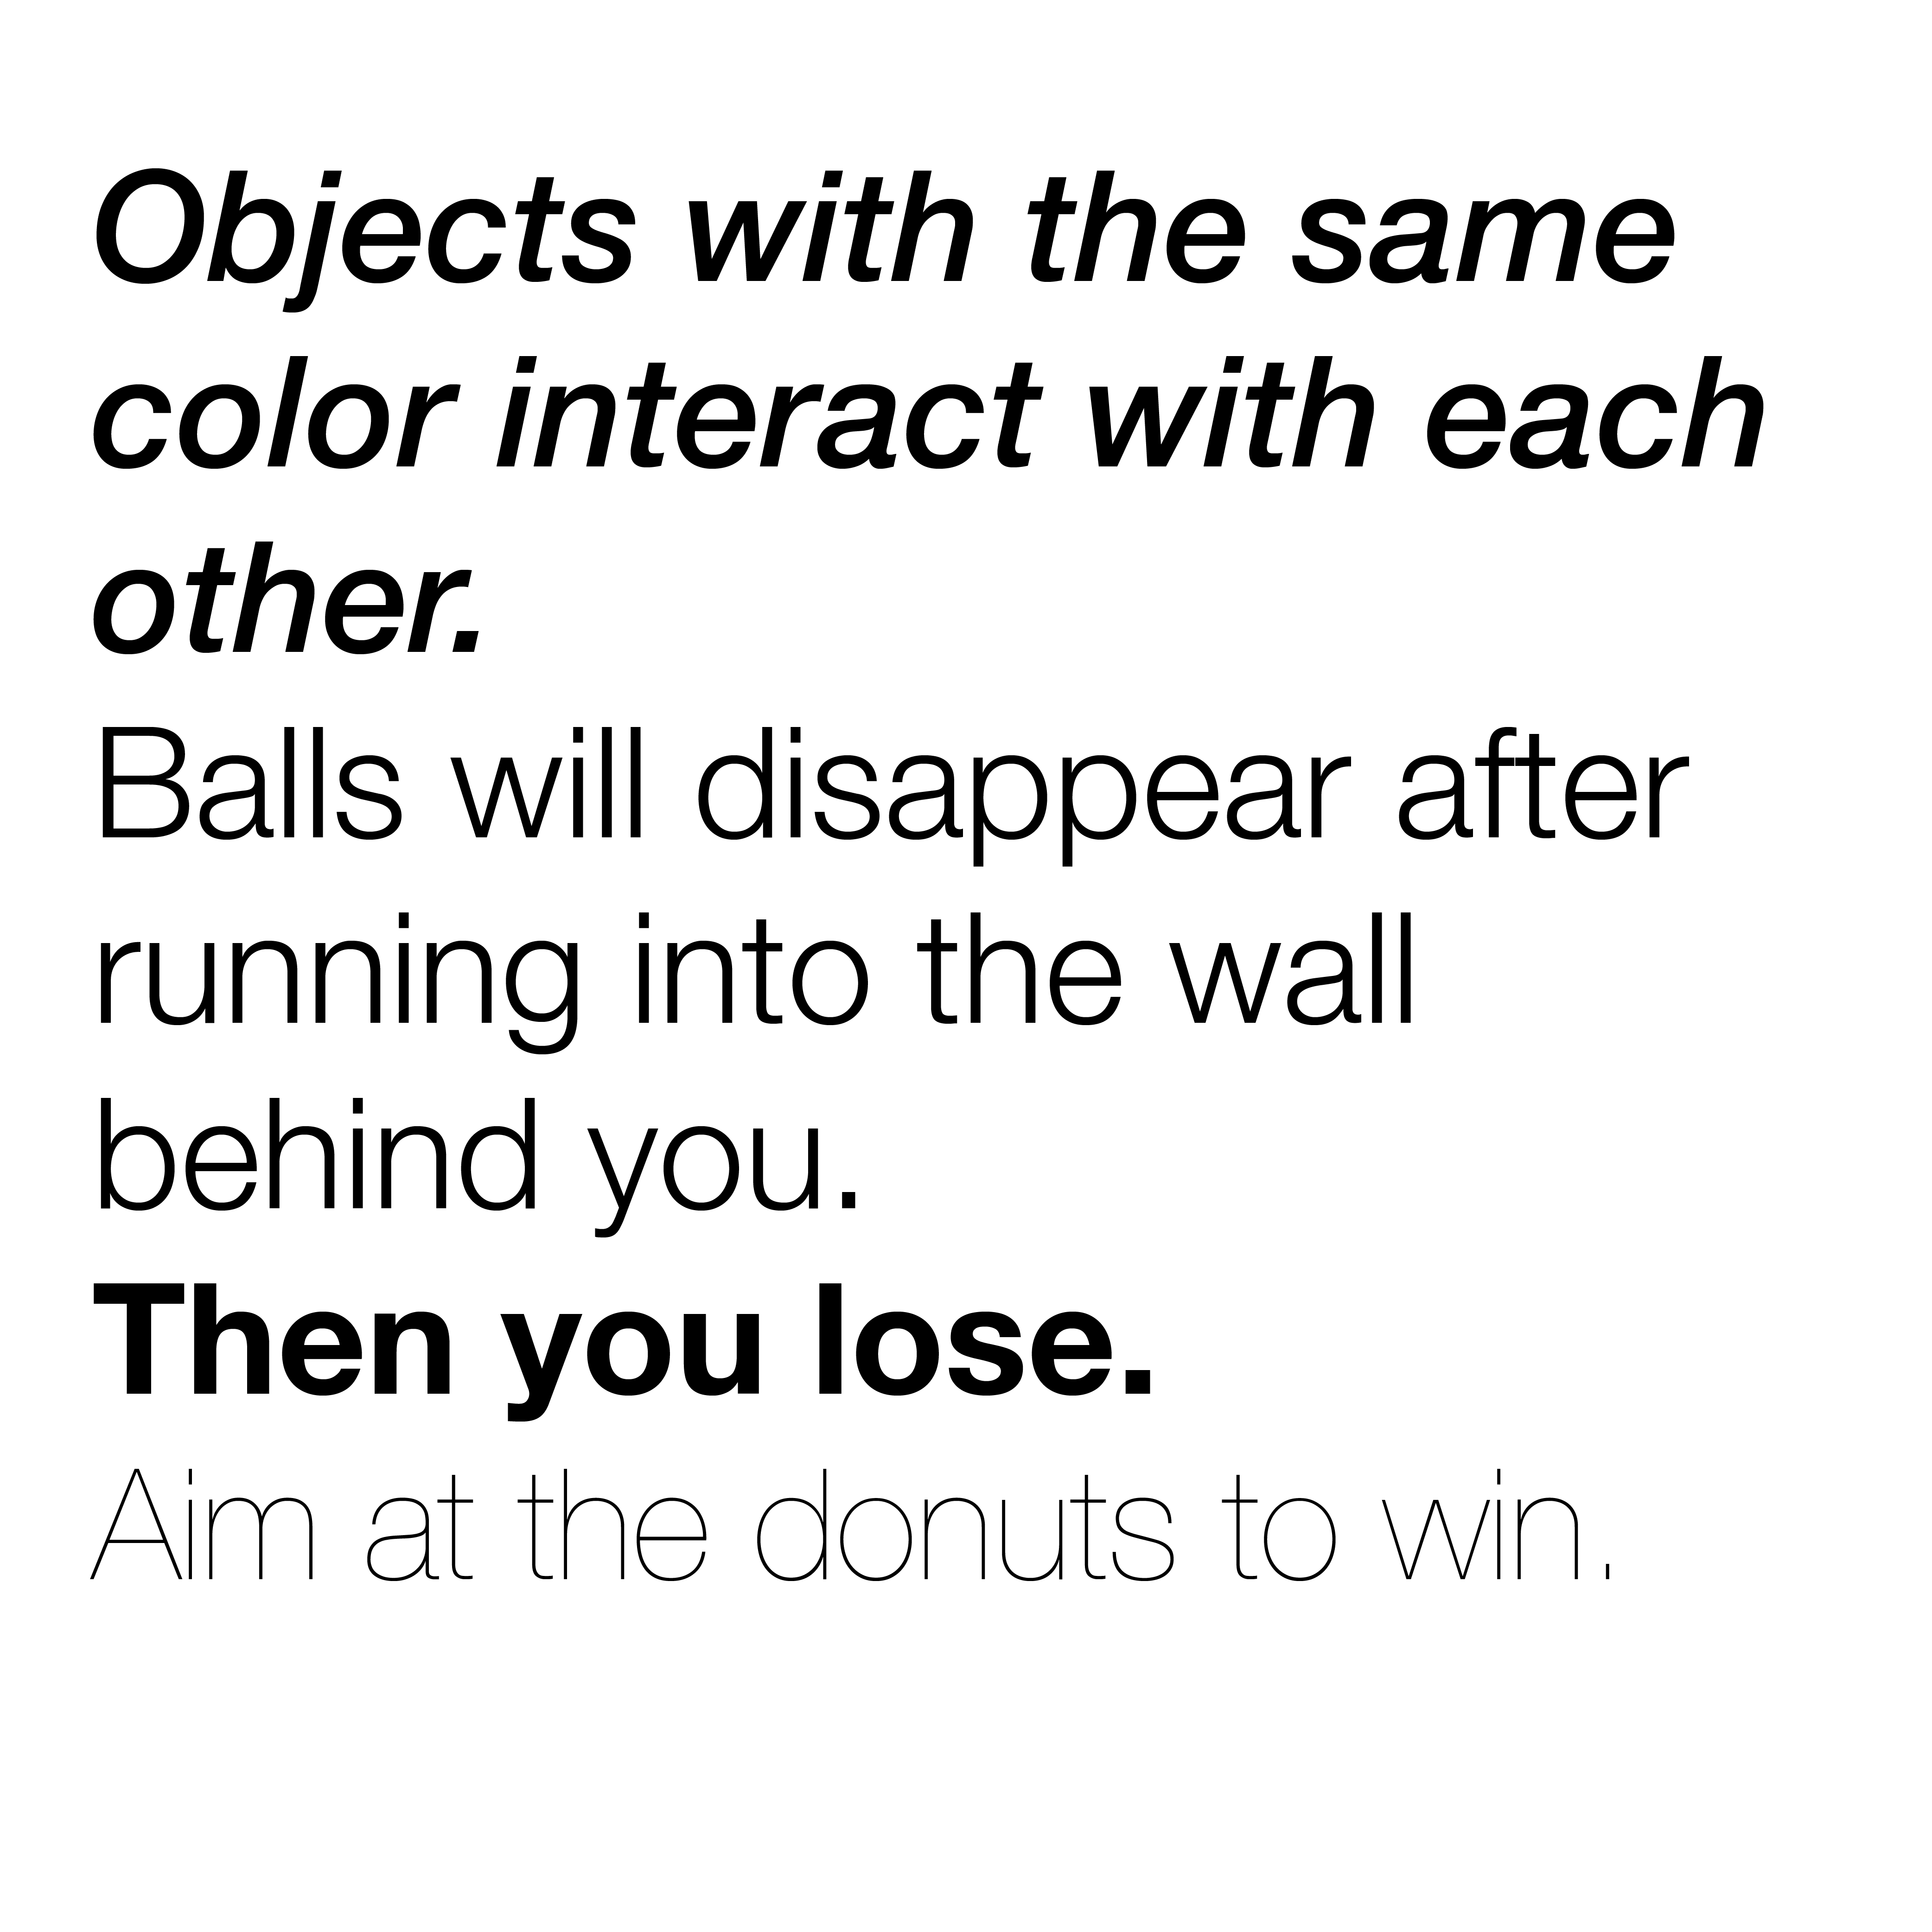 Objects with the same
color interact with each
other.
Balls will disappear after
running into the wall
behind you.
Then you lose.
Aim at the donuts to win.